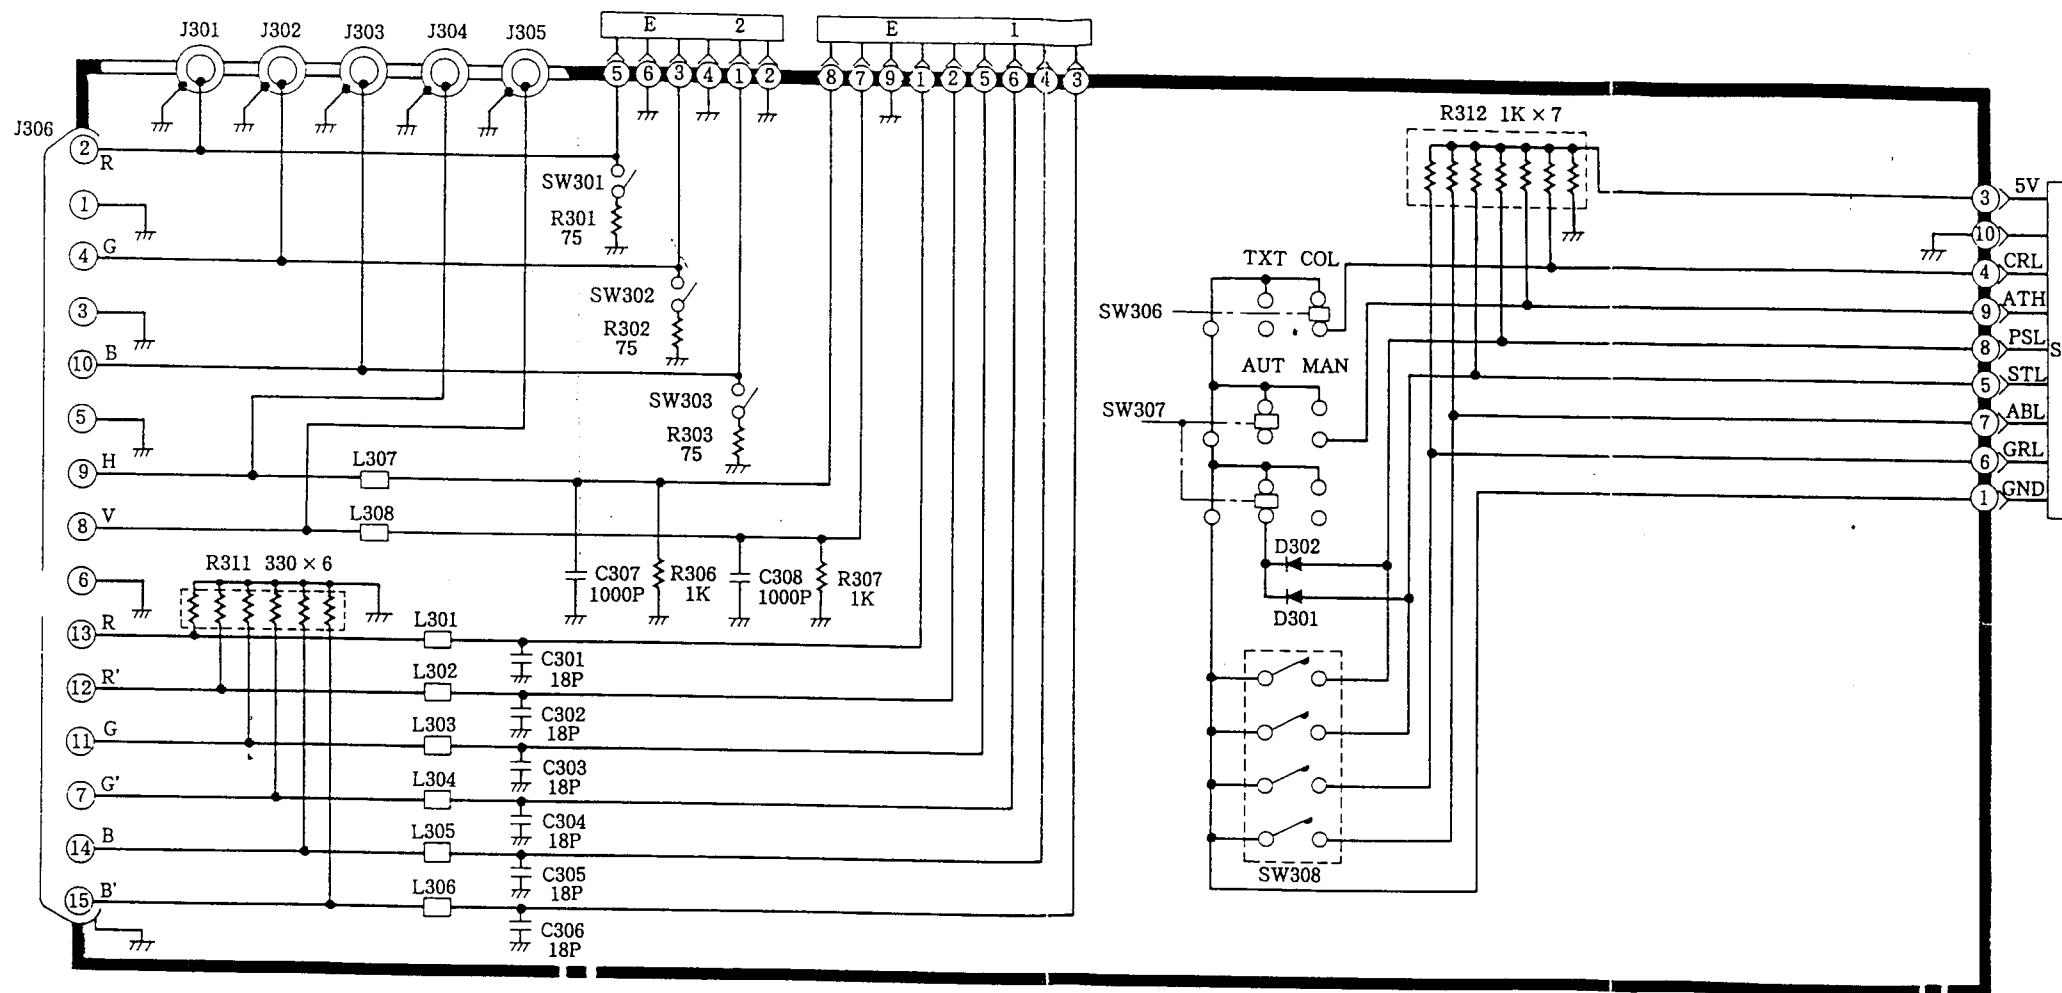 J301 J302 J303 J304 J305
E 2
E 1
5 6 3 4 1 2
8 7 9 1 2 5 6 4 3
J306
2 R
1
4 G
3
10 B
5
9 H
8 V
6
13 R
12 R'
11 G
7 G'
14 B
15 B'
SW301
R301
75
SW302
R302
75
SW303
R303
75
L307
L308
C307
1000P
R306
1K
C308
1000P
R307
1K
R311 330 × 6
L301
C301
18P
L302
C302
18P
L303
C303
18P
L304
C304
18P
L305
C305
18P
L306
C306
18P
R312 1K × 7
TXT COL
SW306
AUT MAN
SW307
D302
D301
SW308
3 5V
10
4 CRL
9 ATH
8 PSL
5 STL
7 ABL
6 GRL
1 GND
S